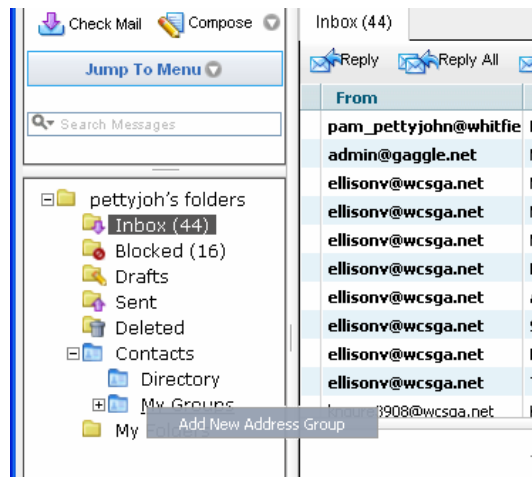 Check Mail Compose
Jump To Menu
Search Messages
pettyjoh's folders
Inbox (44)
Blocked (16)
Drafts
Sent
Deleted
Contacts
Directory
My Groups
Add New Address Group
My
Inbox (44)
Reply Reply All
From
pam_pettyjohn@whitfie
admin@gaggle.net
ellisonv@wcsga.net
ellisonv@wcsga.net
ellisonv@wcsga.net
ellisonv@wcsga.net
ellisonv@wcsga.net
ellisonv@wcsga.net
ellisonv@wcsga.net
ellisonv@wcsga.net